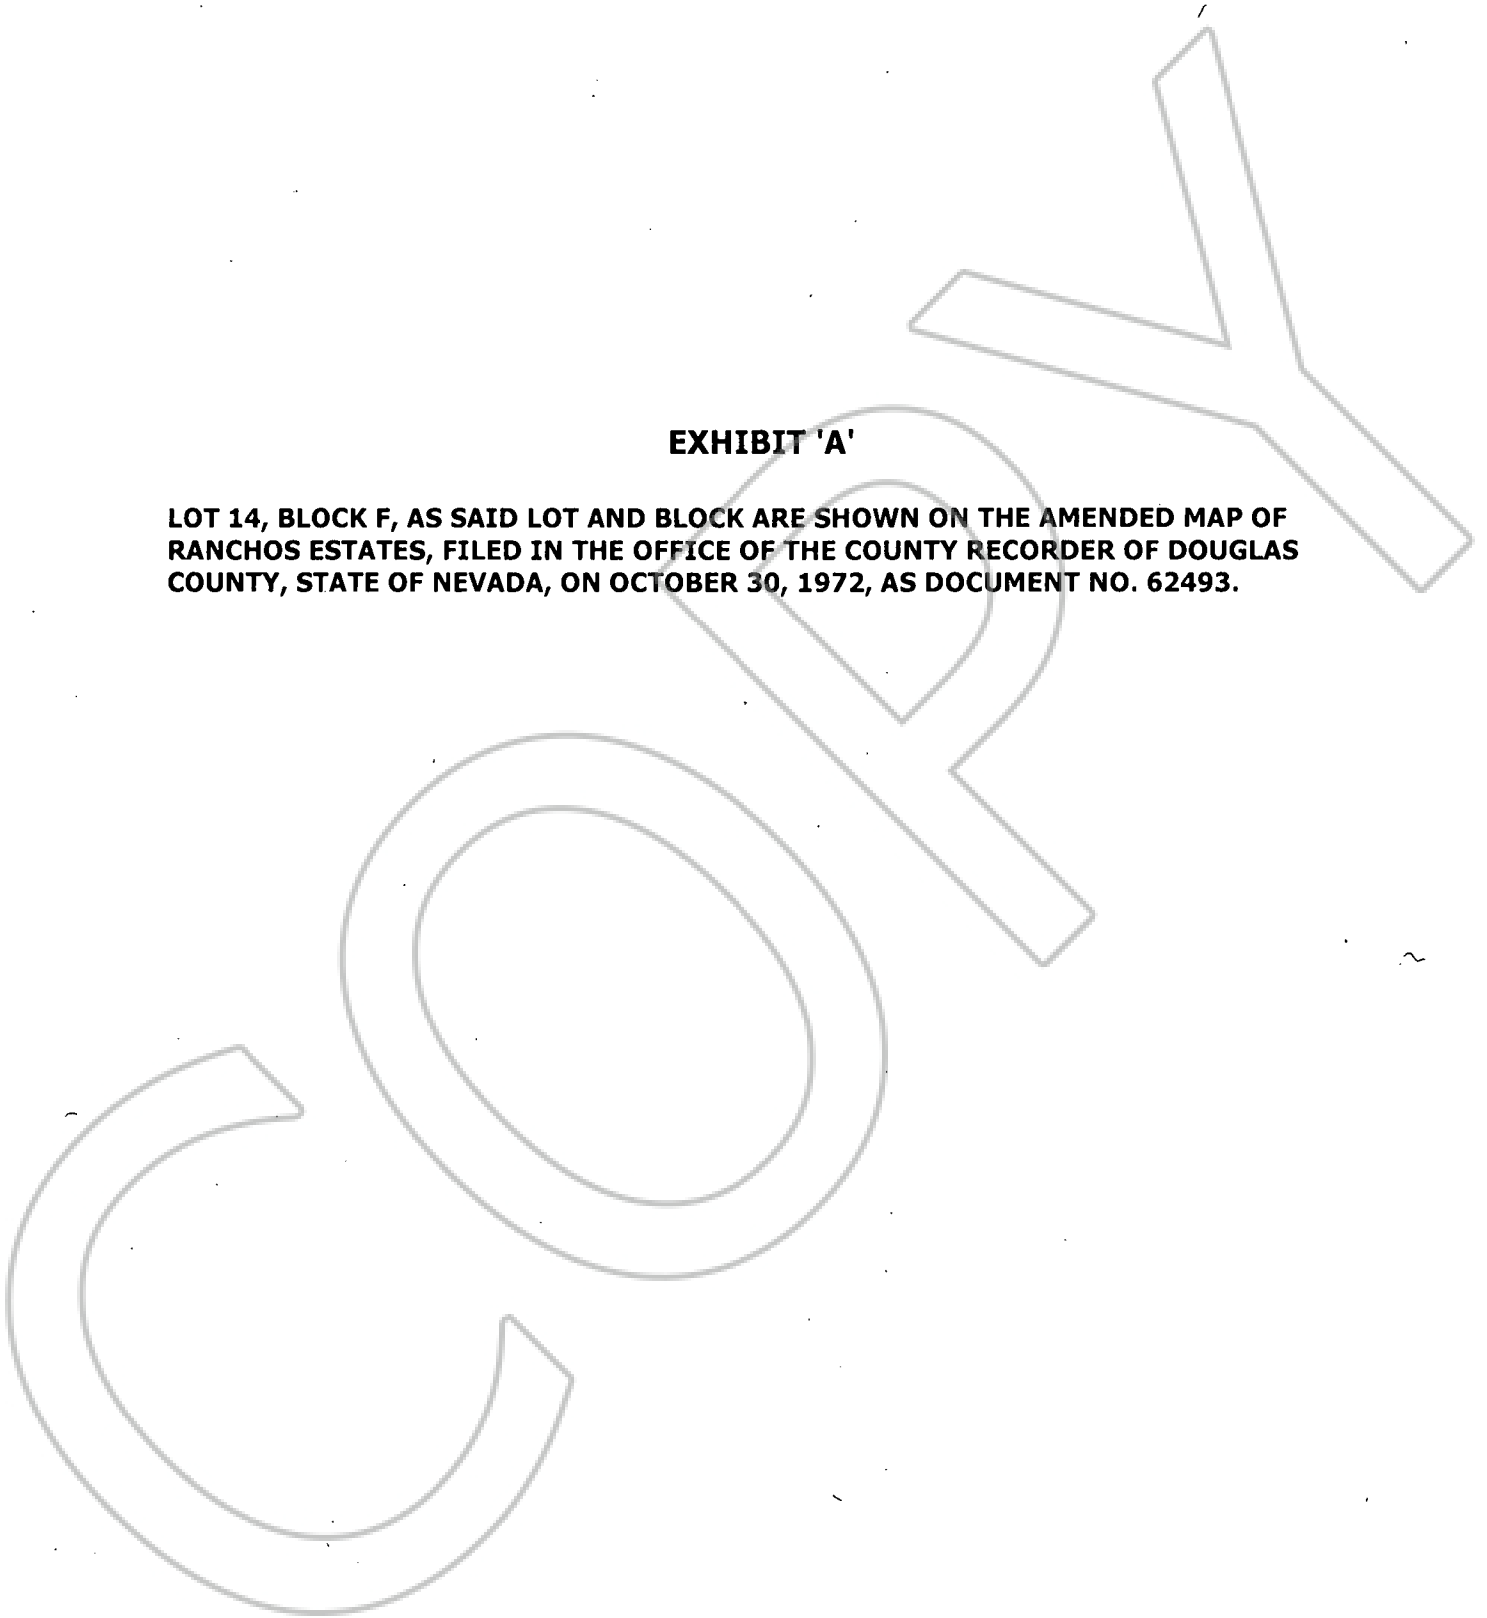 EXHIBIT 'A'
LOT 14, BLOCK F, AS SAID LOT AND BLOCK ARE SHOWN ON THE AMENDED MAP OF
RANCHOS ESTATES, FILED IN THE OFFICE OF THE COUNTY RECORDER OF DOUGLAS
COUNTY, STATE OF NEVADA, ON OCTOBER 30, 1972, AS DOCUMENT NO. 62493.
COPY